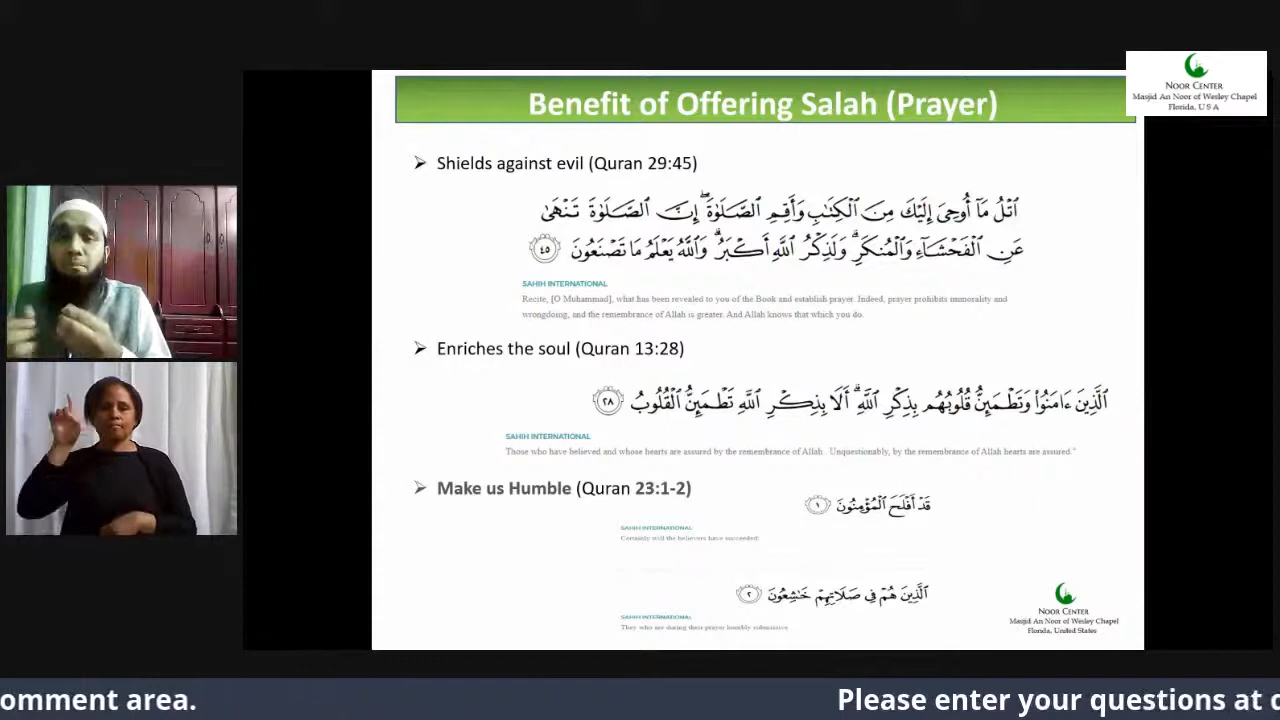 NOOR CENTER
Masjid An Noor of Wesley Chapel
Florida, U S A
Benefit of Offering Salah (Prayer)
➢ Shields against evil (Quran 29:45)
ٱتۡلُ مَآ أُوحِيَ إِلَيۡكَ مِنَ ٱلۡكِتَٰبِ وَأَقِمِ ٱلصَّلَوٰةَۖ إِنَّ ٱلصَّلَوٰةَ تَنۡهَىٰ
عَنِ ٱلۡفَحۡشَآءِ وَٱلۡمُنكَرِۗ وَلَذِكۡرُ ٱللَّهِ أَكۡبَرُۗ وَٱللَّهُ يَعۡلَمُ مَا تَصۡنَعُونَ ٤٥
SAHIH INTERNATIONAL
Recite, [O Muhammad], what has been revealed to you of the Book and establish prayer. Indeed, prayer prohibits immorality and
wrongdoing, and the remembrance of Allah is greater. And Allah knows that which you do.
➢ Enriches the soul (Quran 13:28)
ٱلَّذِينَ ءَامَنُواْ وَتَطۡمَئِنُّ قُلُوبُهُم بِذِكۡرِ ٱللَّهِۗ أَلَا بِذِكۡرِ ٱللَّهِ تَطۡمَئِنُّ ٱلۡقُلُوبُ ٢٨
SAHIH INTERNATIONAL
Those who have believed and whose hearts are assured by the remembrance of Allah . Unquestionably, by the remembrance of Allah hearts are assured."
➢ Make us Humble (Quran 23:1-2)
قَدۡ أَفۡلَحَ ٱلۡمُؤۡمِنُونَ ١
SAHIH INTERNATIONAL
Certainly will the believers have succeeded:
ٱلَّذِينَ هُمۡ فِي صَلَاتِهِمۡ خَٰشِعُونَ ٢
SAHIH INTERNATIONAL
They who are during their prayer humbly submissive
NOOR CENTER
Masjid An Noor of Wesley Chapel
Florida, United States
omment area.
Please enter your questions at c